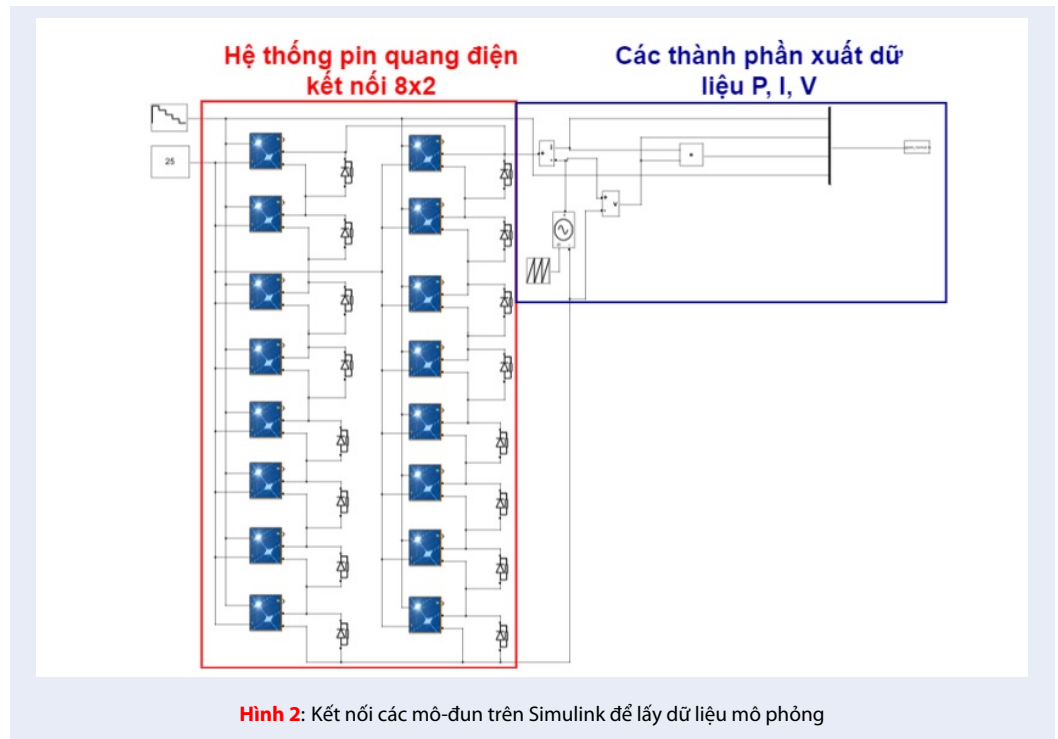 Hệ thống pin quang điện
kết nối 8x2
Các thành phần xuất dữ
liệu P, I, V
25
Hình 2: Kết nối các mô-đun trên Simulink để lấy dữ liệu mô phỏng